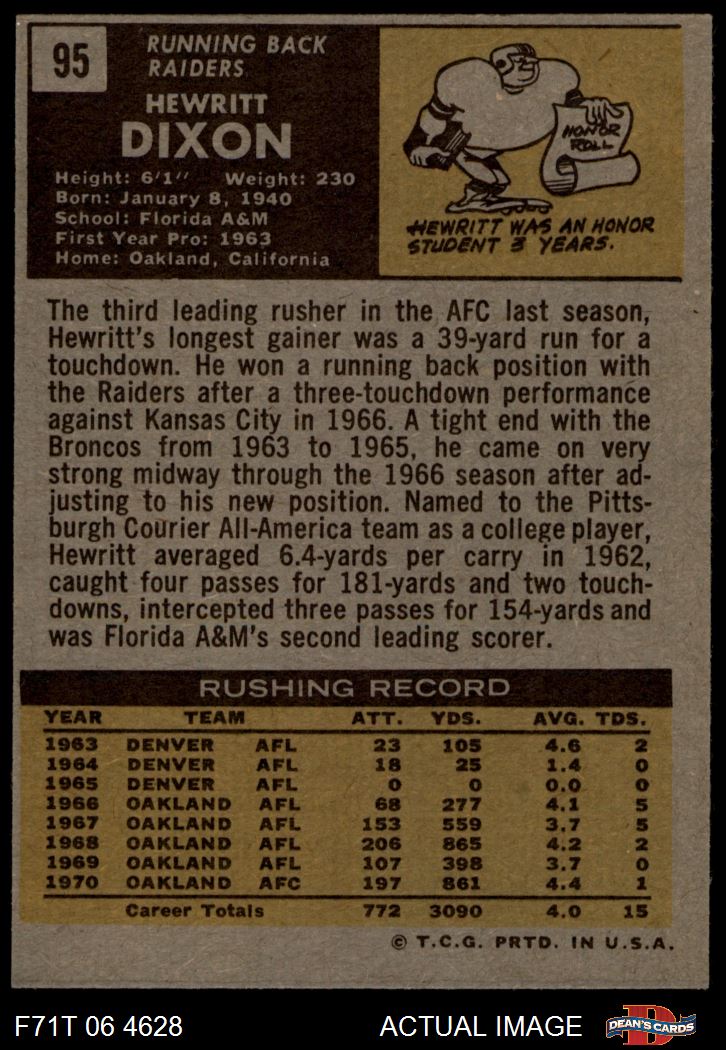 95
RUNNING BACK
RAIDERS
HEWRITT
DIXON
Height: 6'1" Weight: 230
Born: January 8, 1940
School: Florida A&M
First Year Pro: 1963
Home: Oakland, California
HONOR
ROLL
HEWRITT WAS AN HONOR
STUDENT 3 YEARS.
The third leading rusher in the AFC last season,
Hewritt's longest gainer was a 39-yard run for a
touchdown. He won a running back position with
the Raiders after a three-touchdown performance
against Kansas City in 1966. A tight end with the
Broncos from 1963 to 1965, he came on very
strong midway through the 1966 season after ad-
justing to his new position. Named to the Pitts-
burgh Courier All-America team as a college player,
Hewritt averaged 6.4-yards per carry in 1962,
caught four passes for 181-yards and two touch-
downs, intercepted three passes for 154-yards and
was Florida A&M's second leading scorer.
RUSHING RECORD
YEAR TEAM ATT. YDS. AVG. TDS.
1963 DENVER AFL 23 105 4.6 2
1964 DENVER AFL 18 25 1.4 0
1965 DENVER AFL 0 0 0.0 0
1966 OAKLAND AFL 68 277 4.1 5
1967 OAKLAND AFL 153 559 3.7 5
1968 OAKLAND AFL 206 865 4.2 2
1969 OAKLAND AFL 107 398 3.7 0
1970 OAKLAND AFC 197 861 4.4 1
Career Totals 772 3090 4.0 15
© T.C.G. PRTD. IN U.S.A.
F71T 06 4628 ACTUAL IMAGE D DEAN'S CARDS